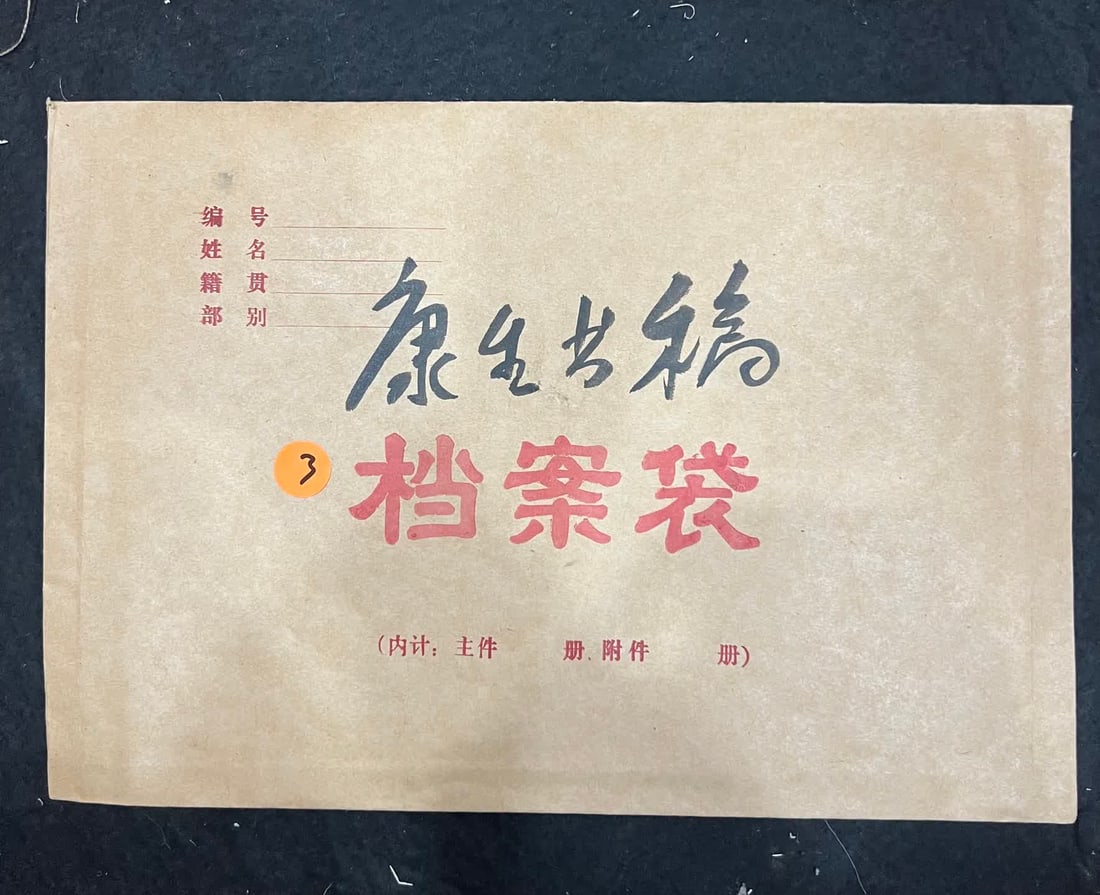 编号
姓名
籍贯
部别
康生书稿
3
档案袋
(内计：主件 册、附件 册)